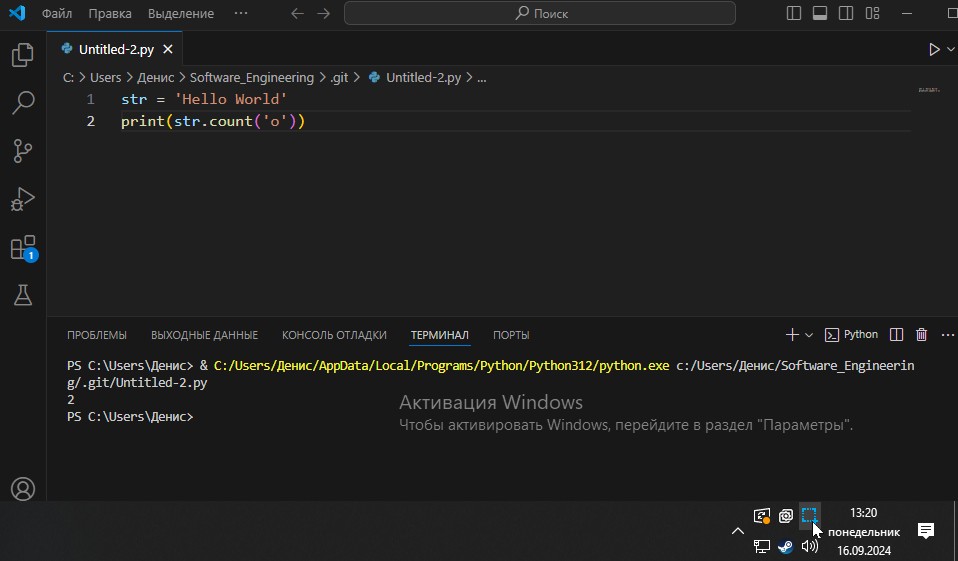 Файл Правка Выделение ··· Поиск
Untitled-2.py
C: > Users > Денис > Software_Engineering > .git > Untitled-2.py > ...
1 str = 'Hello World'
2 print(str.count('o'))
1
ПРОБЛЕМЫ ВЫХОДНЫЕ ДАННЫЕ КОНСОЛЬ ОТЛАДКИ ТЕРМИНАЛ ПОРТЫ Python
PS C:\Users\Денис> & C:/Users/Денис/AppData/Local/Programs/Python/Python312/python.exe c:/Users/Денис/Software_Engineerin
g/.git/Untitled-2.py
2
PS C:\Users\Денис>
Активация Windows
Чтобы активировать Windows, перейдите в раздел "Параметры".
13:20
понедельник
16.09.2024